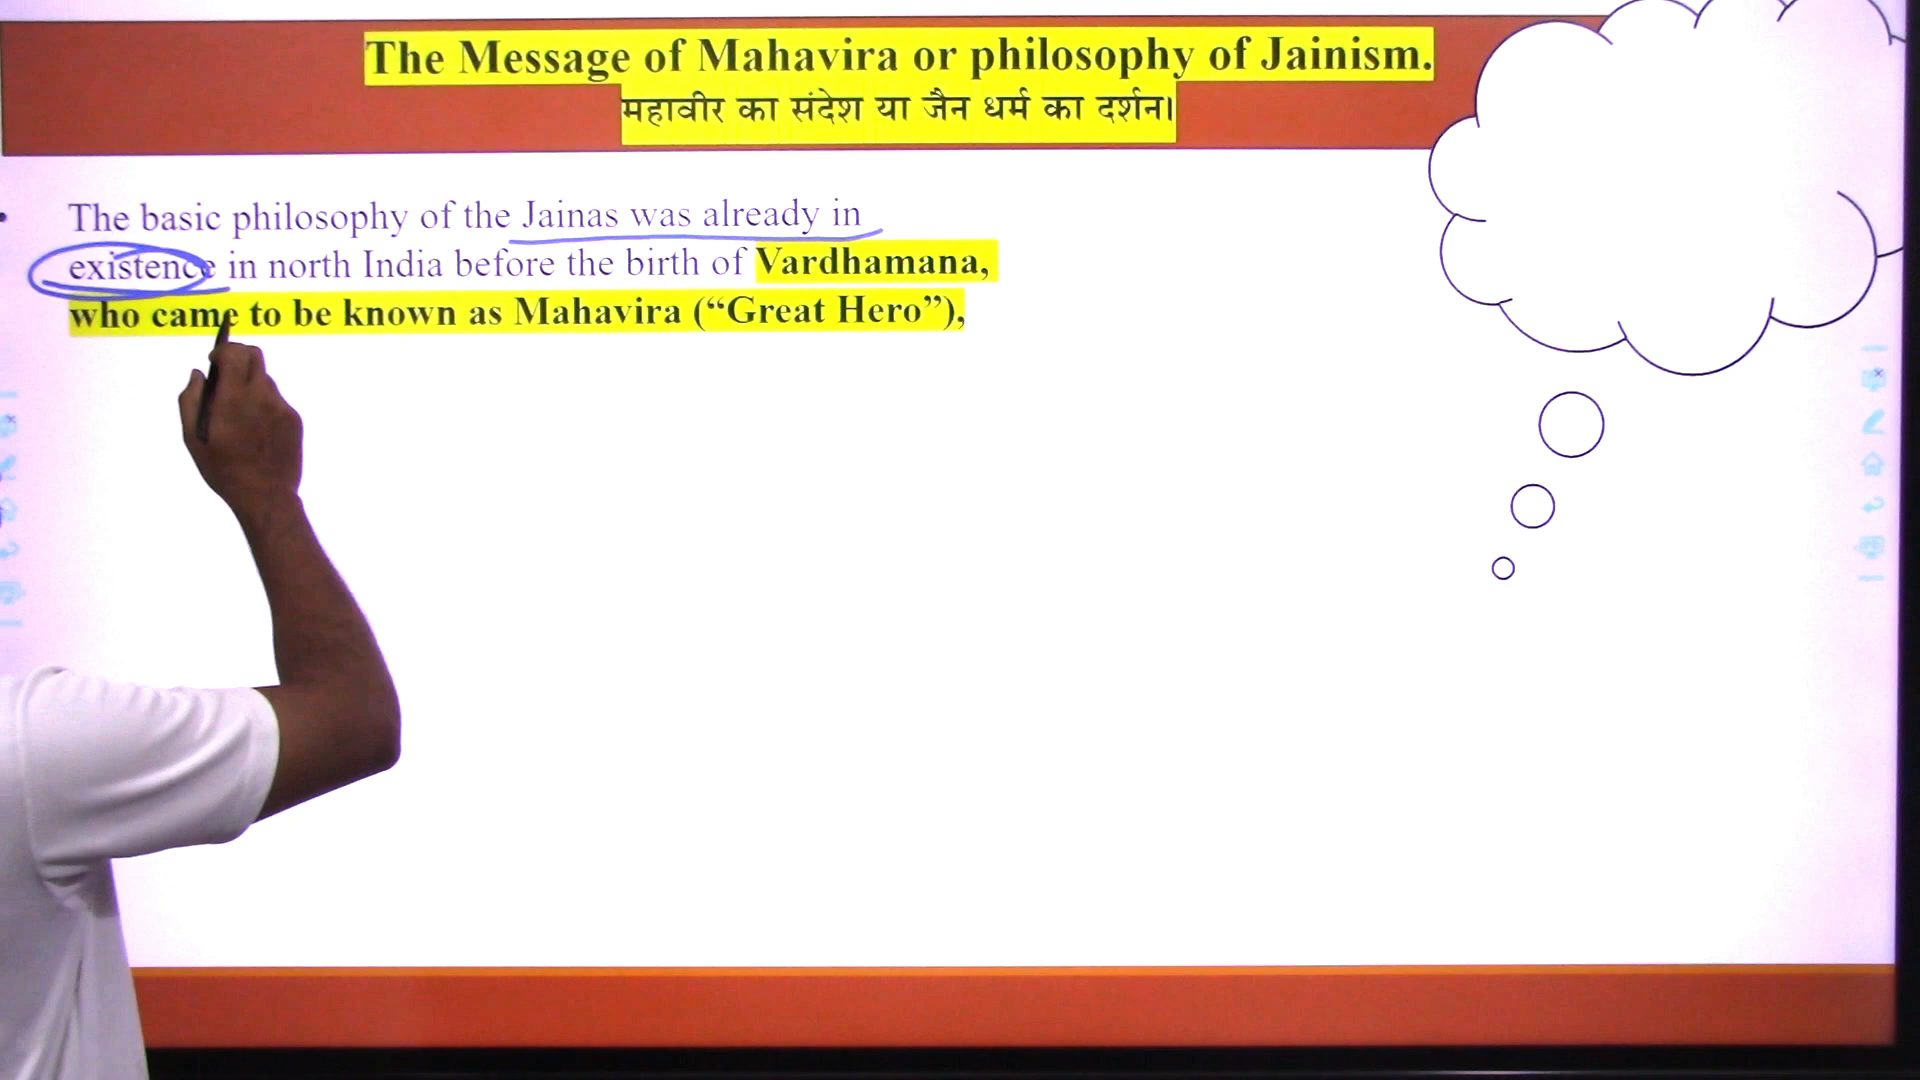 The Message of Mahavira or philosophy of Jainism.
महावीर का संदेश या जैन धर्म का दर्शन।
The basic philosophy of the Jainas was already in
existence in north India before the birth of Vardhamana,
who came to be known as Mahavira (“Great Hero”),